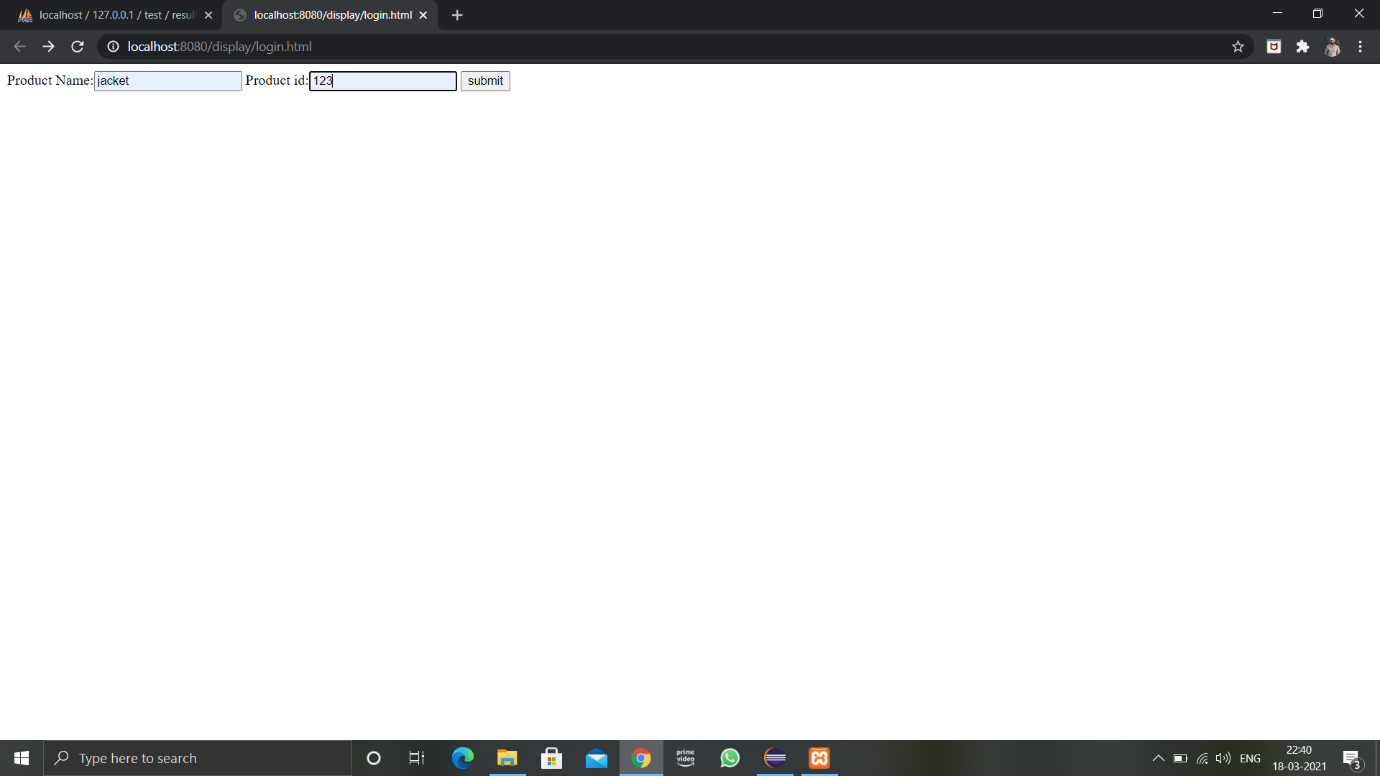 localhost / 127.0.0.1 / test / resul
localhost:8080/display/login.html
localhost:8080/display/login.html
Product Name: jacket Product id: 123 submit
Type here to search
prime
video
ENG
22:40
18-03-2021
3